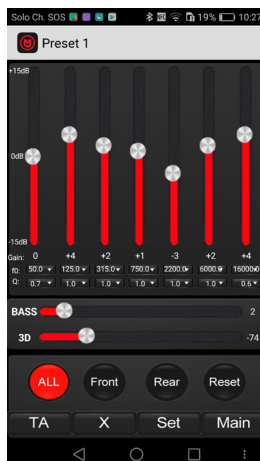 Solo Ch. SOS 19% 10:27
Preset 1
+15dB
0dB
-15dB
Gain: 0 +4 +2 +1 -3 +2 +4
f0: 50.0 125.0 315.0 750.0 2200.0 6000.0 16000.0
Q: 0.7 1.0 1.0 1.0 1.0 1.0 0.6
BASS 2
3D -74
ALL Front Rear Reset
TA X Set Main